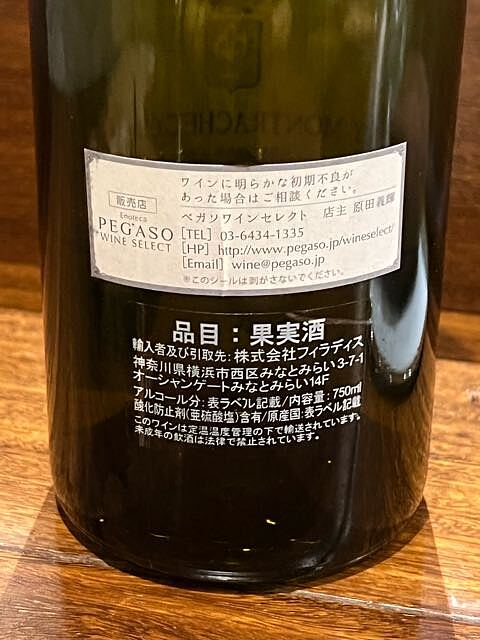 MONTRACHET
販売店
Enoteca
PEGASO
WINE SELECT
ワインに明らかな初期不良が
あった場合はご相談ください。
ペガソワインセレクト 店主 原田義輝
[TEL] 03-6434-1335
[HP] http://www.pegaso.jp/wineselect/
[Email] wine@pegaso.jp
※このシールは剥がさないでください。
品目：果実酒
輸入者及び引取先：株式会社フィラディス
神奈川県横浜市西区みなとみらい3-7-1
オーシャンゲートみなとみらい14F
アルコール分：表ラベル記載/内容量：750ml
酸化防止剤(亜硫酸塩)含有/原産国：表ラベル記載
このワインは定温温度管理の下で輸送されています。
未成年の飲酒は法律で禁止されています。